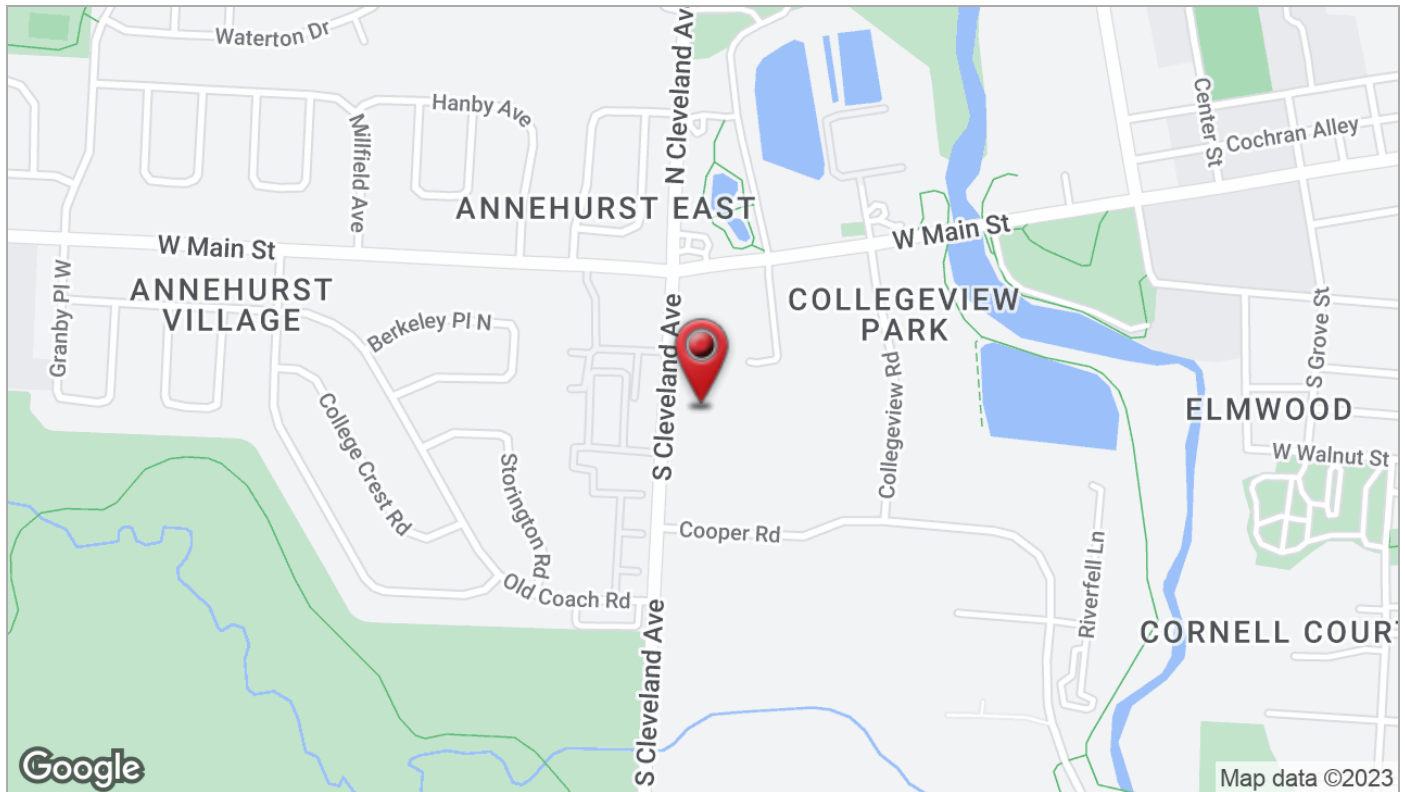 Waterton Dr
N Cleveland Av
Center St
Hanby Ave
Millfield Ave
Cochran Alley
ANNEHURST EAST
W Main St
W Main St
Granby Pl W
ANNEHURST
VILLAGE
COLLEGEVIEW
PARK
S Cleveland Ave
Berkeley Pl N
S Grove St
Collegeview Rd
ELMWOOD
College Crest Rd
Storington Rd
W Walnut St
Cooper Rd
Riverfell Ln
Old Coach Rd
S Cleveland Ave
CORNELL COURT
Google
Map data ©2023